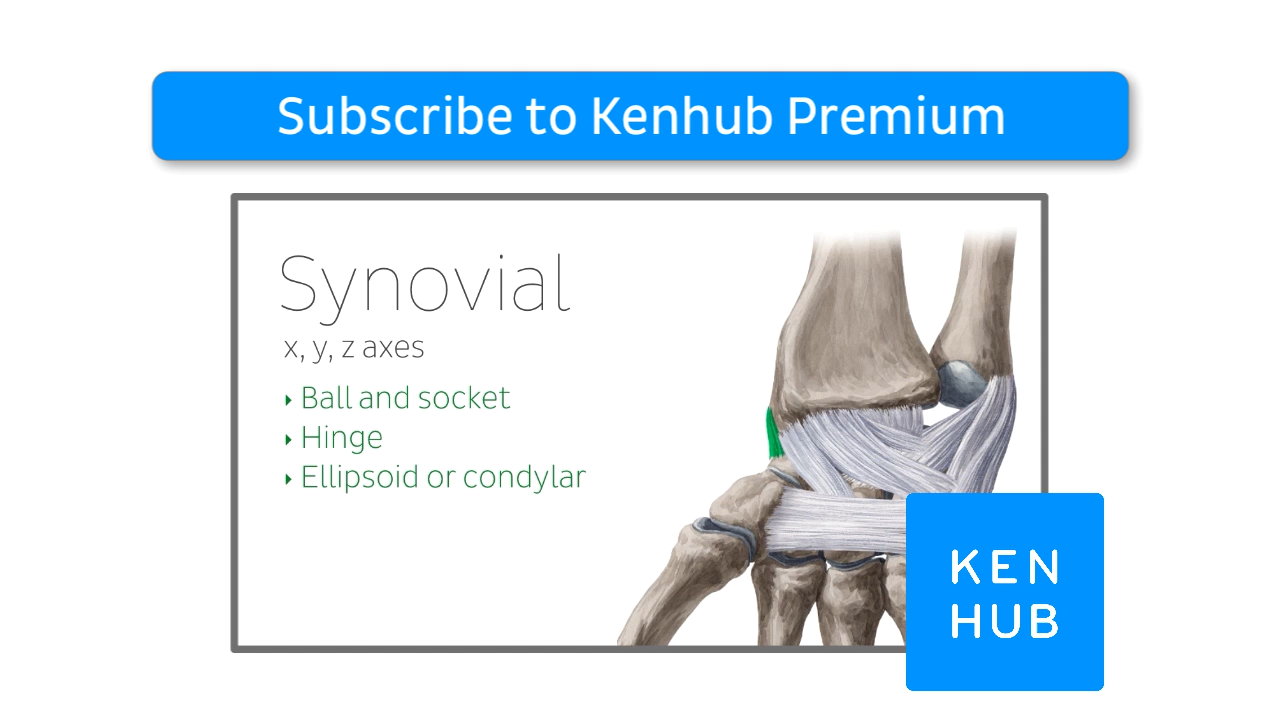 Subscribe to Kenhub Premium
Synovial
x, y, z axes
Ball and socket
Hinge
Ellipsoid or condylar
KEN
HUB